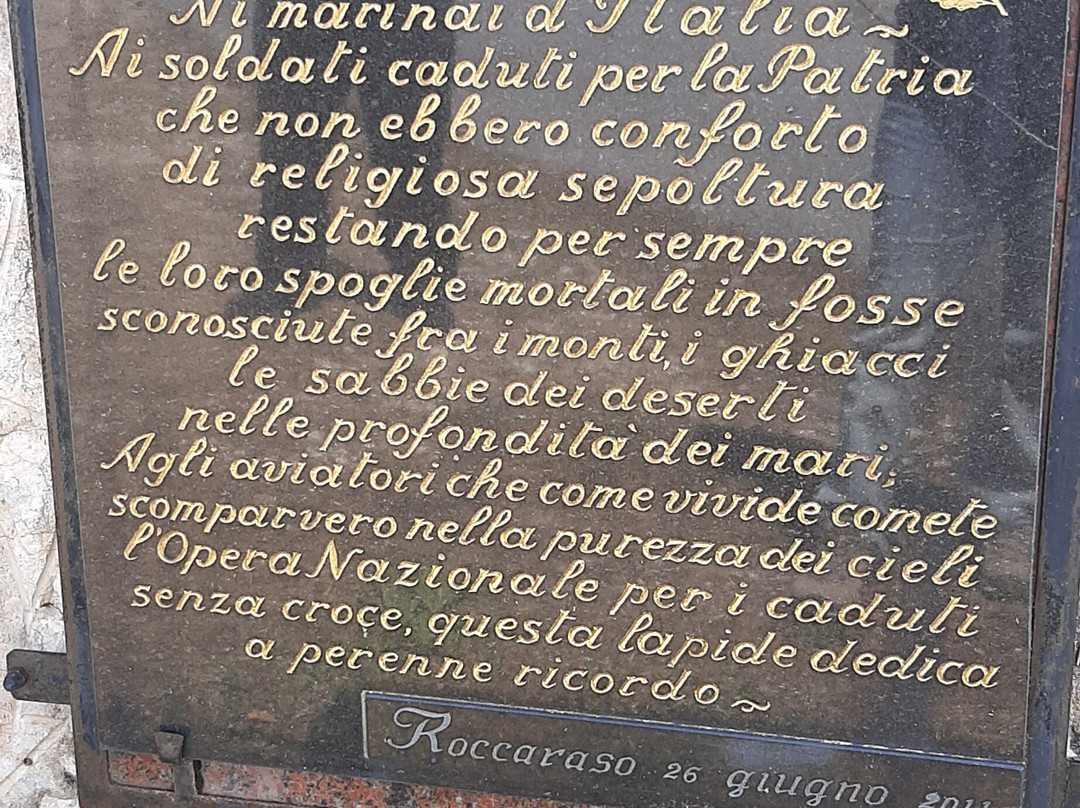 Ai marinai d'Italia ~
Ai soldati caduti per la Patria
che non ebbero conforto
di religiosa sepoltura
restando per sempre
le loro spoglie mortali in fosse
sconosciute fra i monti, i ghiacci
le sabbie dei deserti
nelle profondità dei mari;
Agli aviatori che come vivide comete
scomparvero nella purezza dei cieli
l'Opera Nazionale per i caduti
senza croce, questa lapide dedica
a perenne ricordo ~
Roccaraso 26 giugno